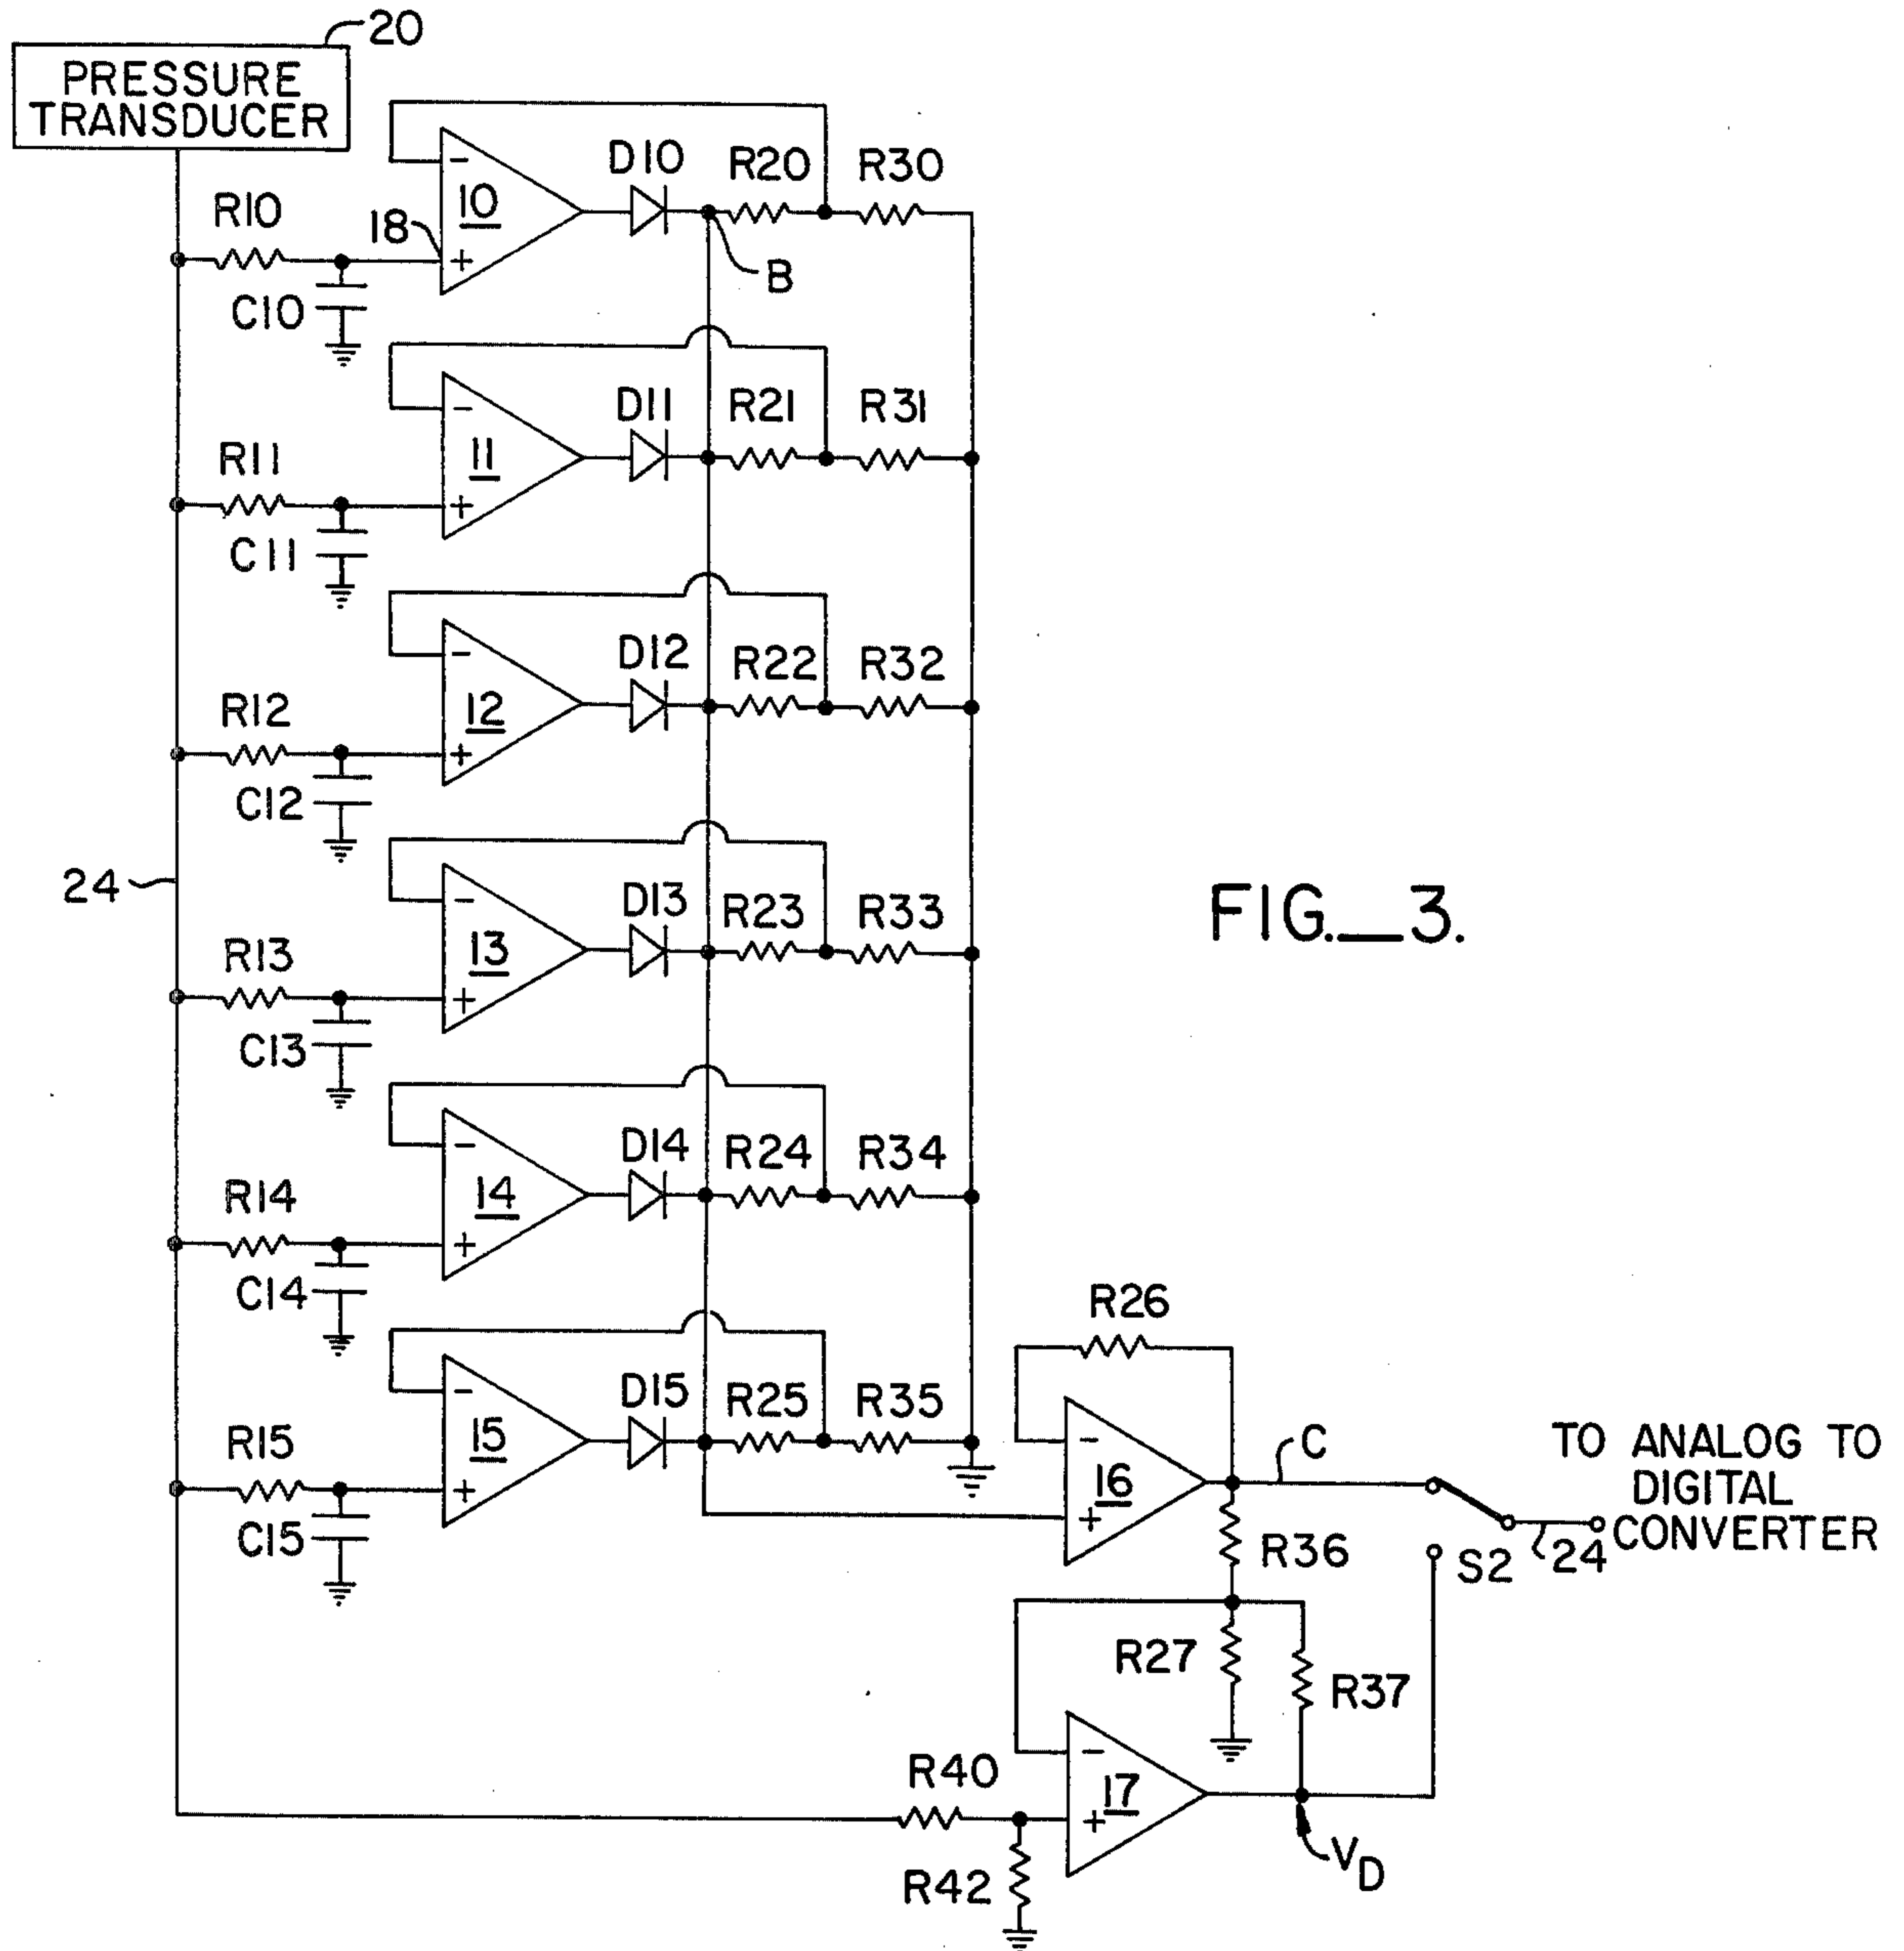 20
PRESSURE
TRANSDUCER
D10
R20
R30
R10
18
10
−
+
B
C10
D11
R21
R31
R11
11
−
+
C11
D12
R22
R32
R12
12
−
+
C12
24
D13
R23
R33
FIG._3.
R13
13
−
+
C13
D14
R24
R34
R14
14
−
+
C14
R26
D15
R25
R35
R15
15
−
+
C15
−
16
+
C
TO ANALOG TO
DIGITAL
CONVERTER
R36
S2
24
R27
R37
R40
−
17
+
VD
R42